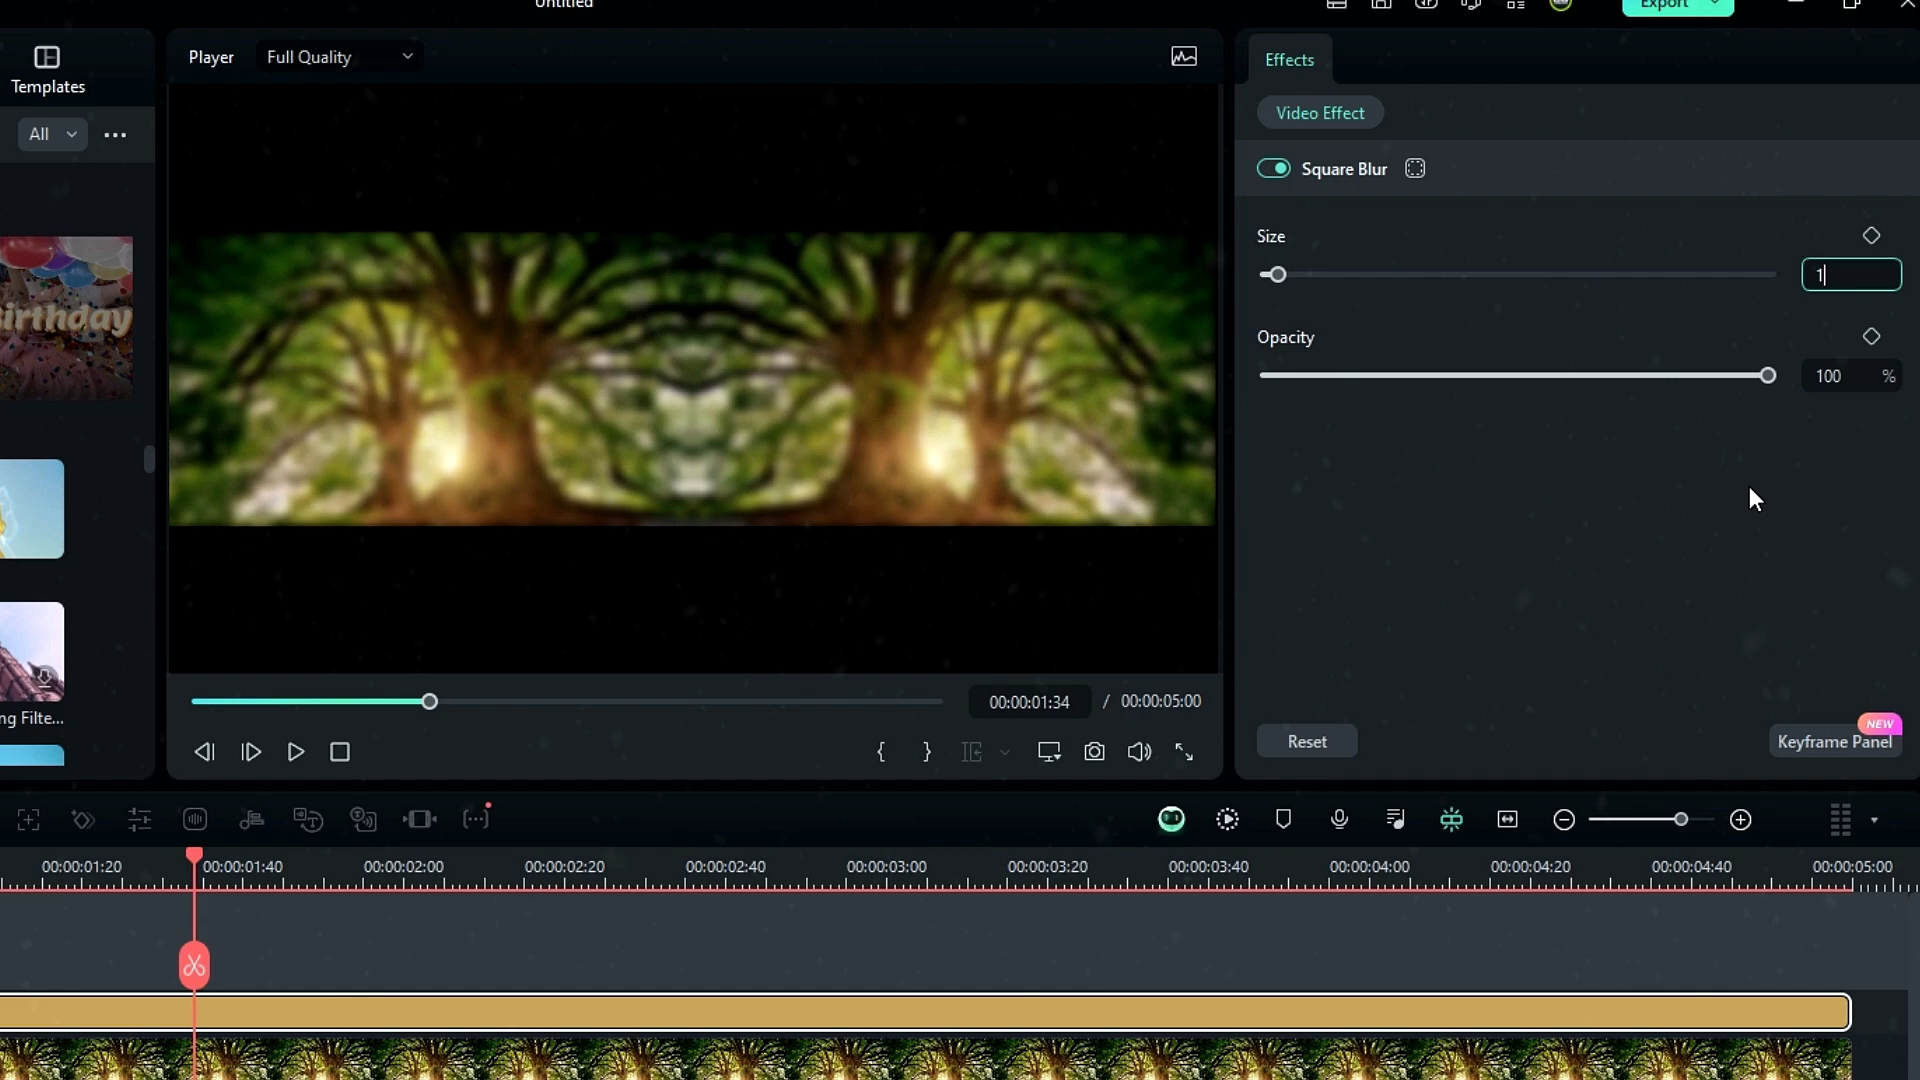 Untitled
Export
Templates
Player
Full Quality
Effects
All
Video Effect
Square Blur
Size
1
irthday
Opacity
100 %
ng Filte...
00:00:01:34 / 00:00:05:00
Reset
NEW
Keyframe Panel
00:00:01:20 00:00:01:40 00:00:02:00 00:00:02:20 00:00:02:40 00:00:03:00 00:00:03:20 00:00:03:40 00:00:04:00 00:00:04:20 00:00:04:40 00:00:05:00